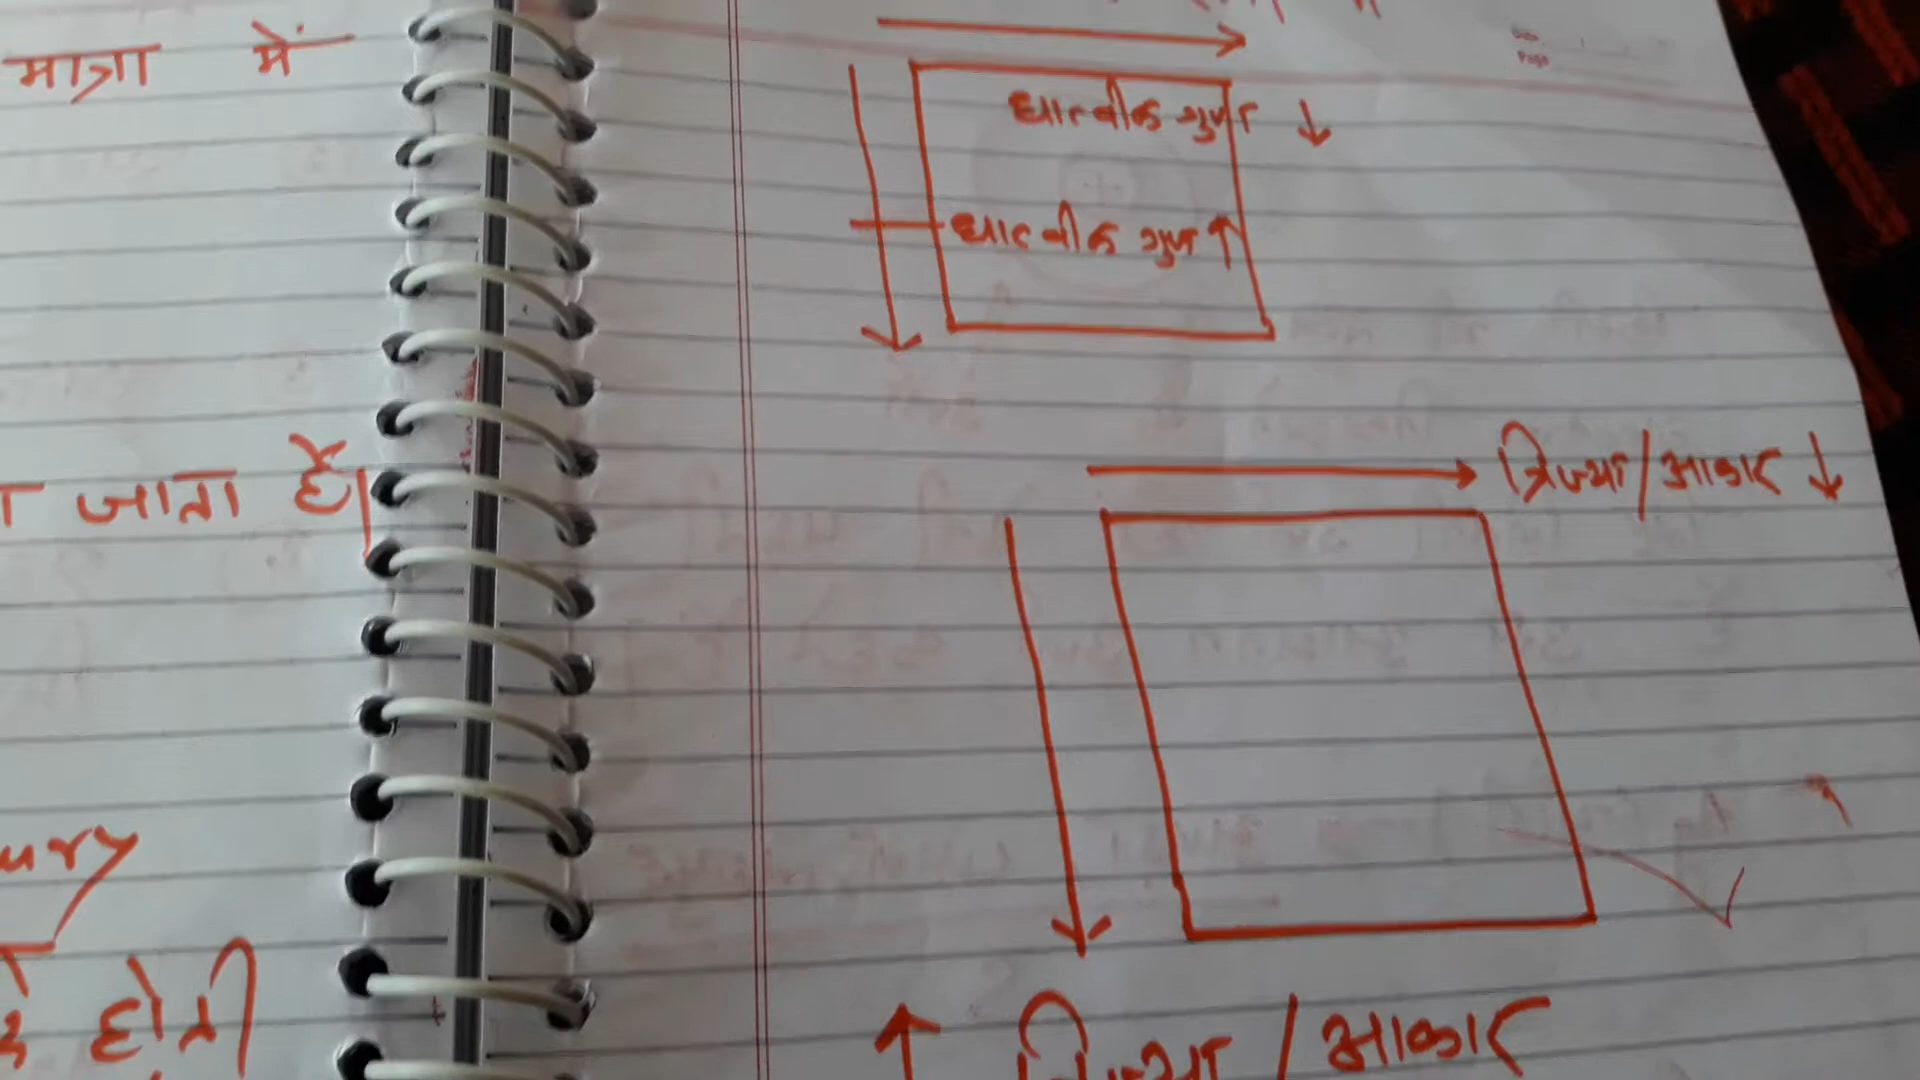 मात्रा में
जाता है।
होती
धात्वीक गुण ↓
धात्वीक गुण ↑
त्रिज्या/आकार ↓
↑ त्रिज्या/आकार